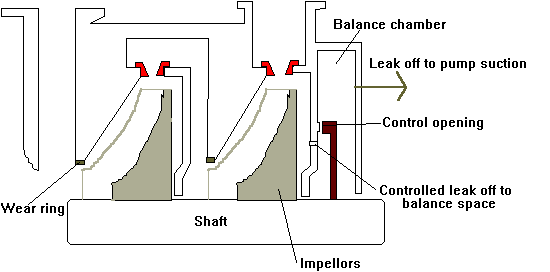 Balance chamber
Leak off to pump suction
Control opening
Controlled leak off to
balance space
Wear ring
Shaft
Impellors